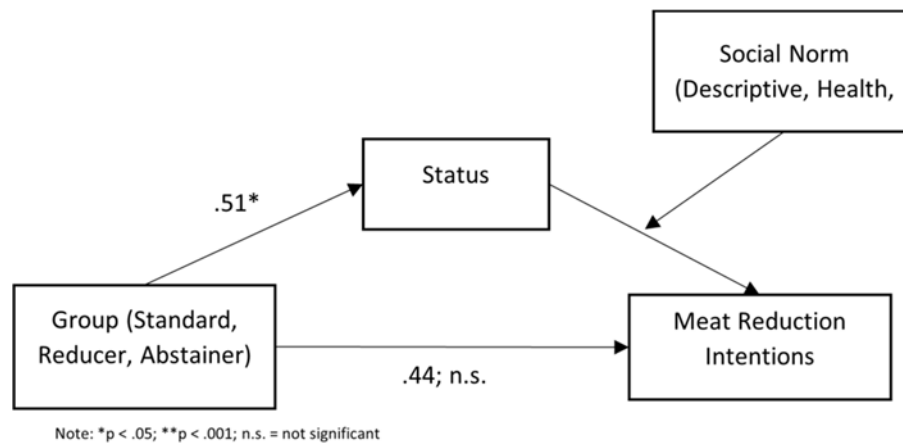 Social Norm
(Descriptive, Health,
Status
.51*
Group (Standard,
Reducer, Abstainer)
Meat Reduction
Intentions
.44; n.s.
Note: *p < .05; **p < .001; n.s. = not significant